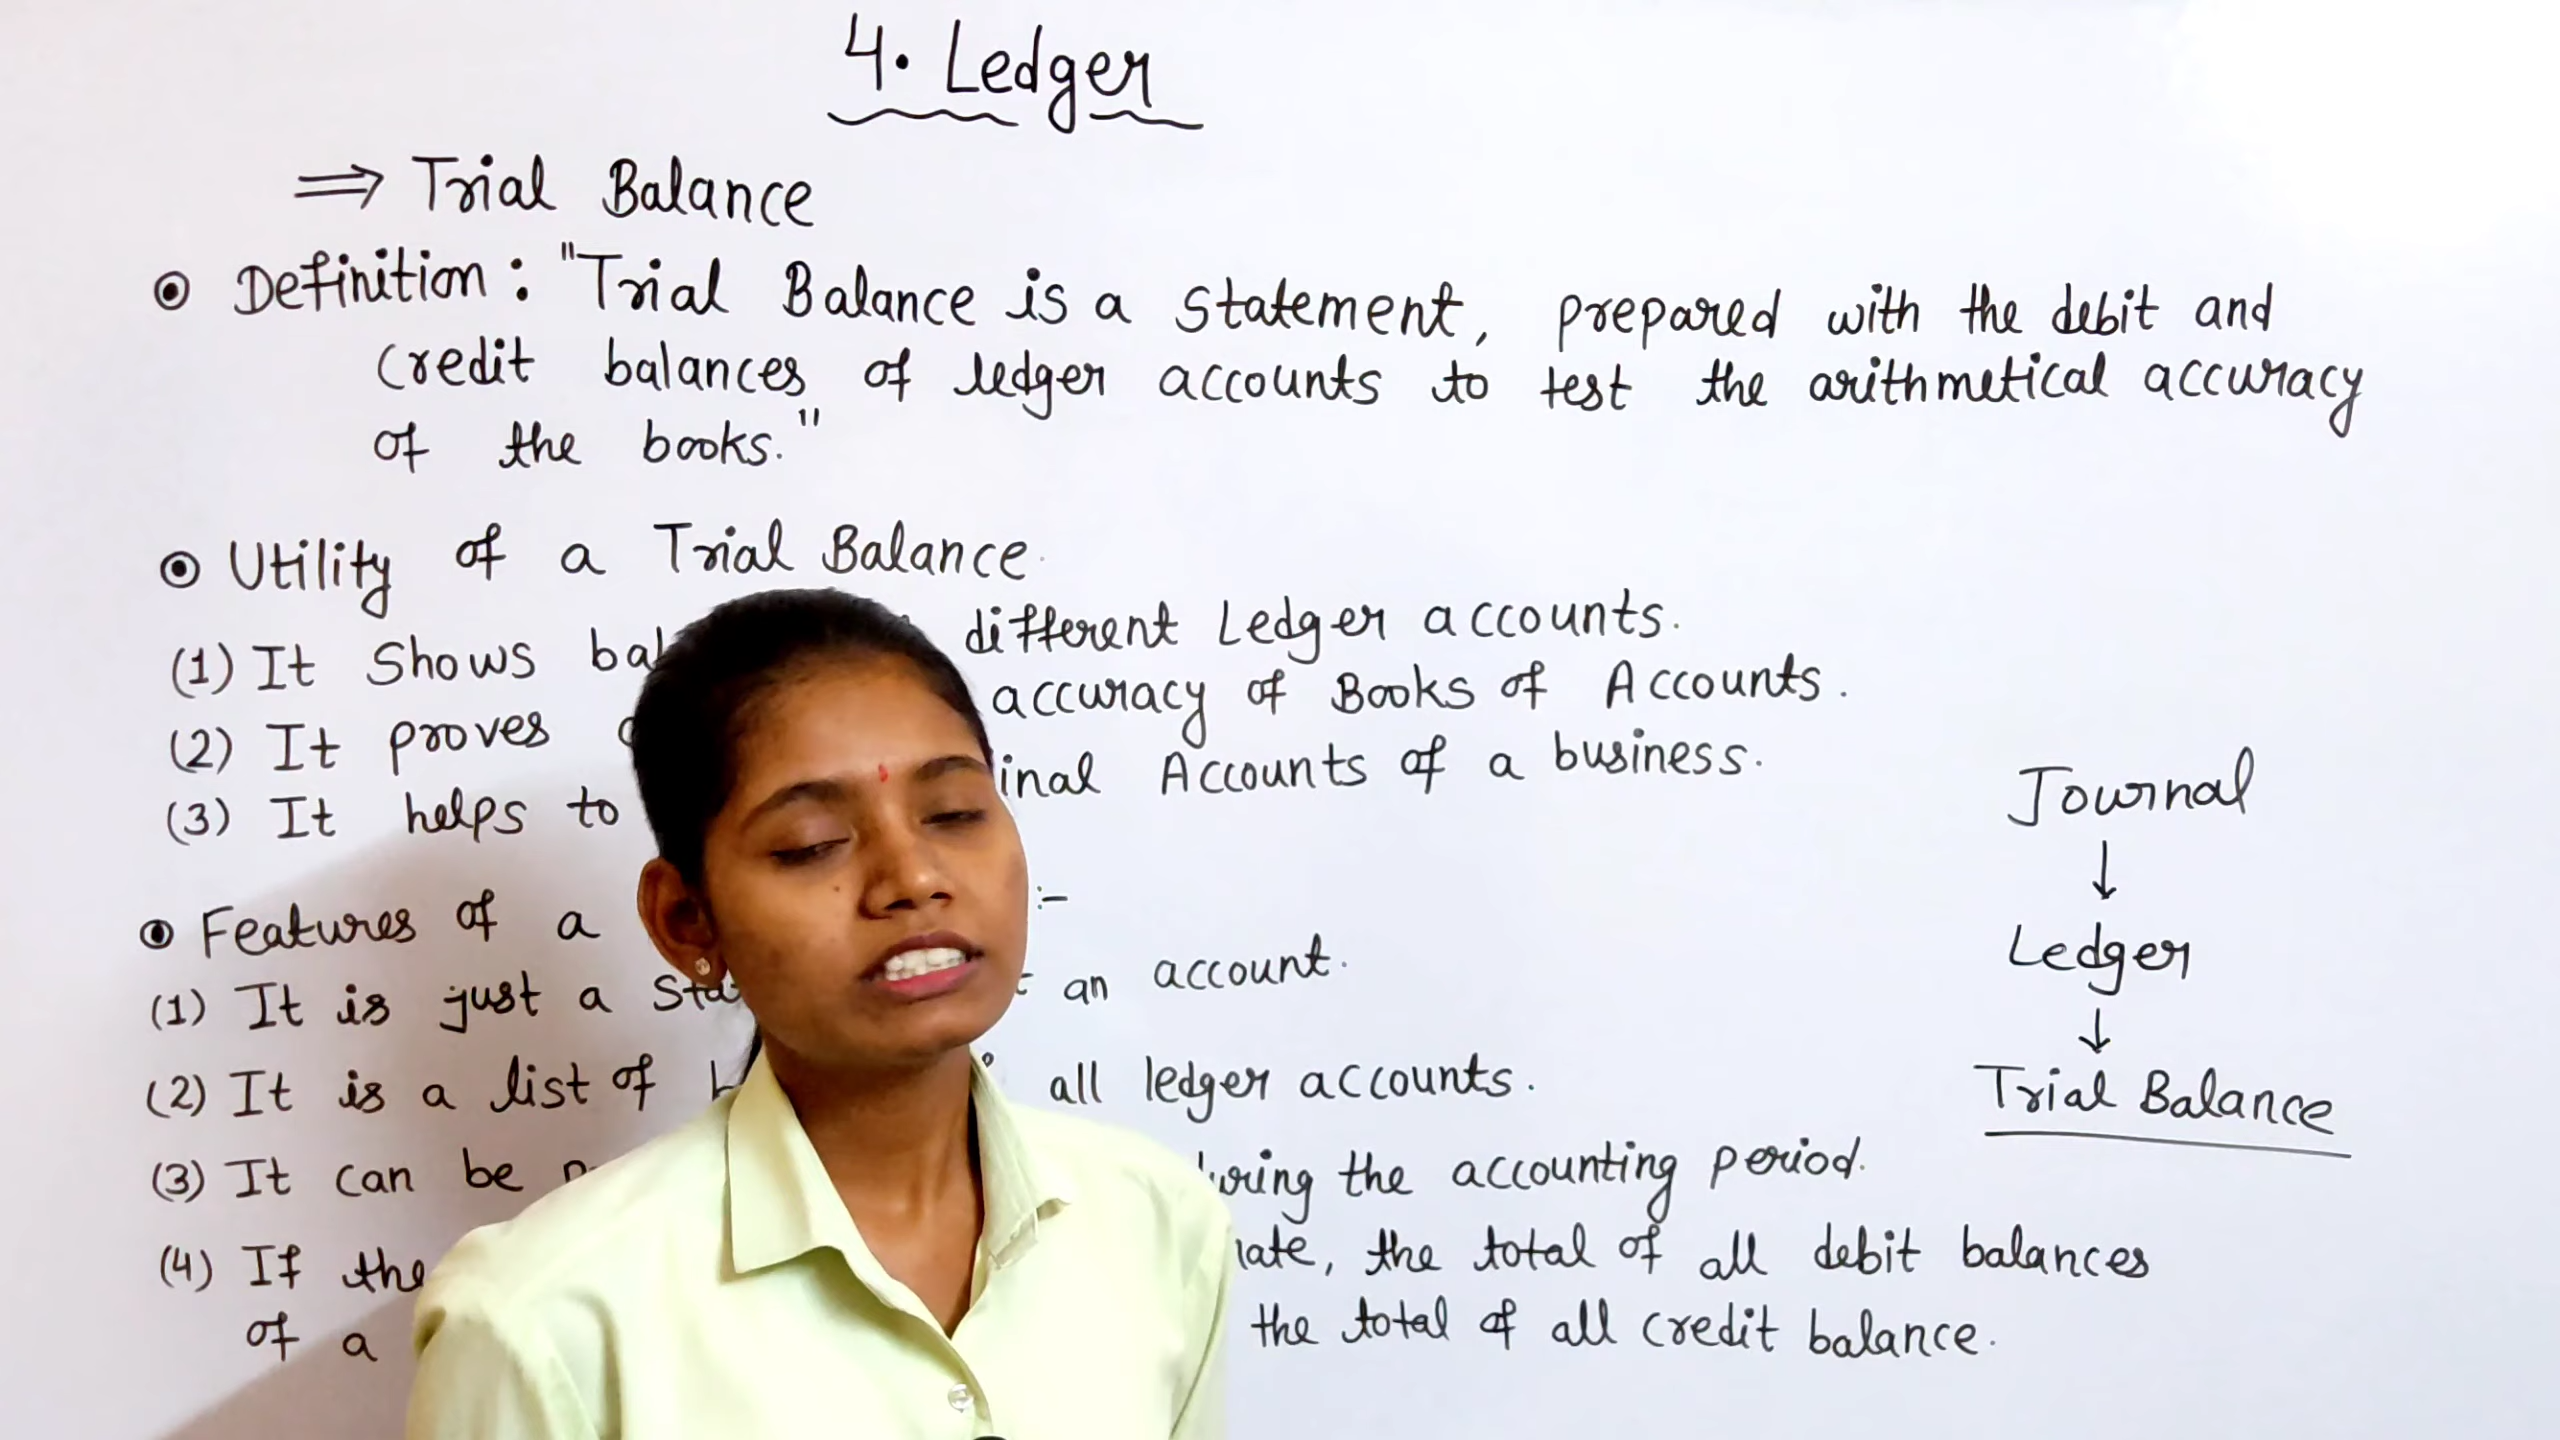 4. Ledger
⇒ Trial Balance
Definition : "Trial Balance is a Statement, prepared with the debit and
Credit balances of ledger accounts to test the arithmetical accuracy
of the books."
Utility of a Trial Balance.
(1) It Shows different Ledger accounts.
(2) It proves accuracy of Books of Accounts.
(3) It helps to Accounts of a business.
Features of a :-
(1) It is just a an account.
(2) It is a list of all ledger accounts.
(3) It can be the accounting period.
(4) If the the total of all debit balances
of a the total of all credit balance.
Journal
↓
Ledger
↓
Trial Balance